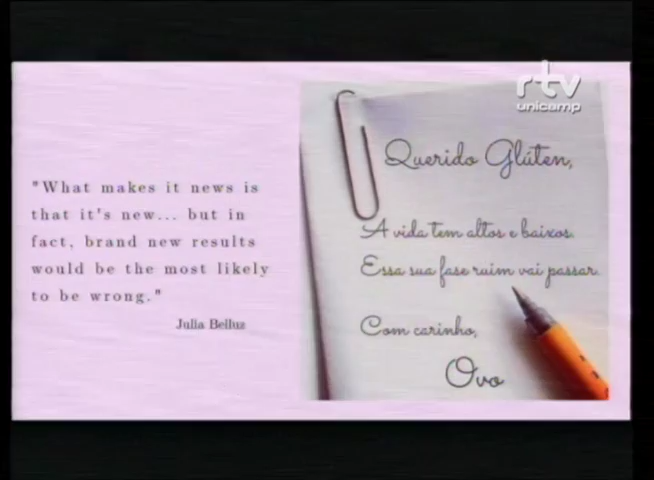 rtv
unicamp
"What makes it news is
that it's new... but in
fact, brand new results
would be the most likely
to be wrong."
Julia Belluz
Querido Glúten,
A vida tem altos e baixos.
Essa sua fase ruim vai passar.
Com carinho,
Ovo